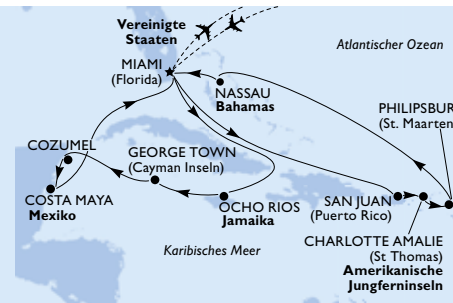 Vereinigte
Staaten
MIAMI
(Florida)
Atlantischer Ozean
NASSAU
Bahamas
PHILIPSBUR
(St. Maarten
COZUMEL
GEORGE TOWN
(Cayman Inseln)
COSTA MAYA
Mexiko
OCHO RIOS
Jamaika
SAN JUAN
(Puerto Rico)
Karibisches Meer
CHARLOTTE AMALIE
(St Thomas)
Amerikanische
Jungferninseln